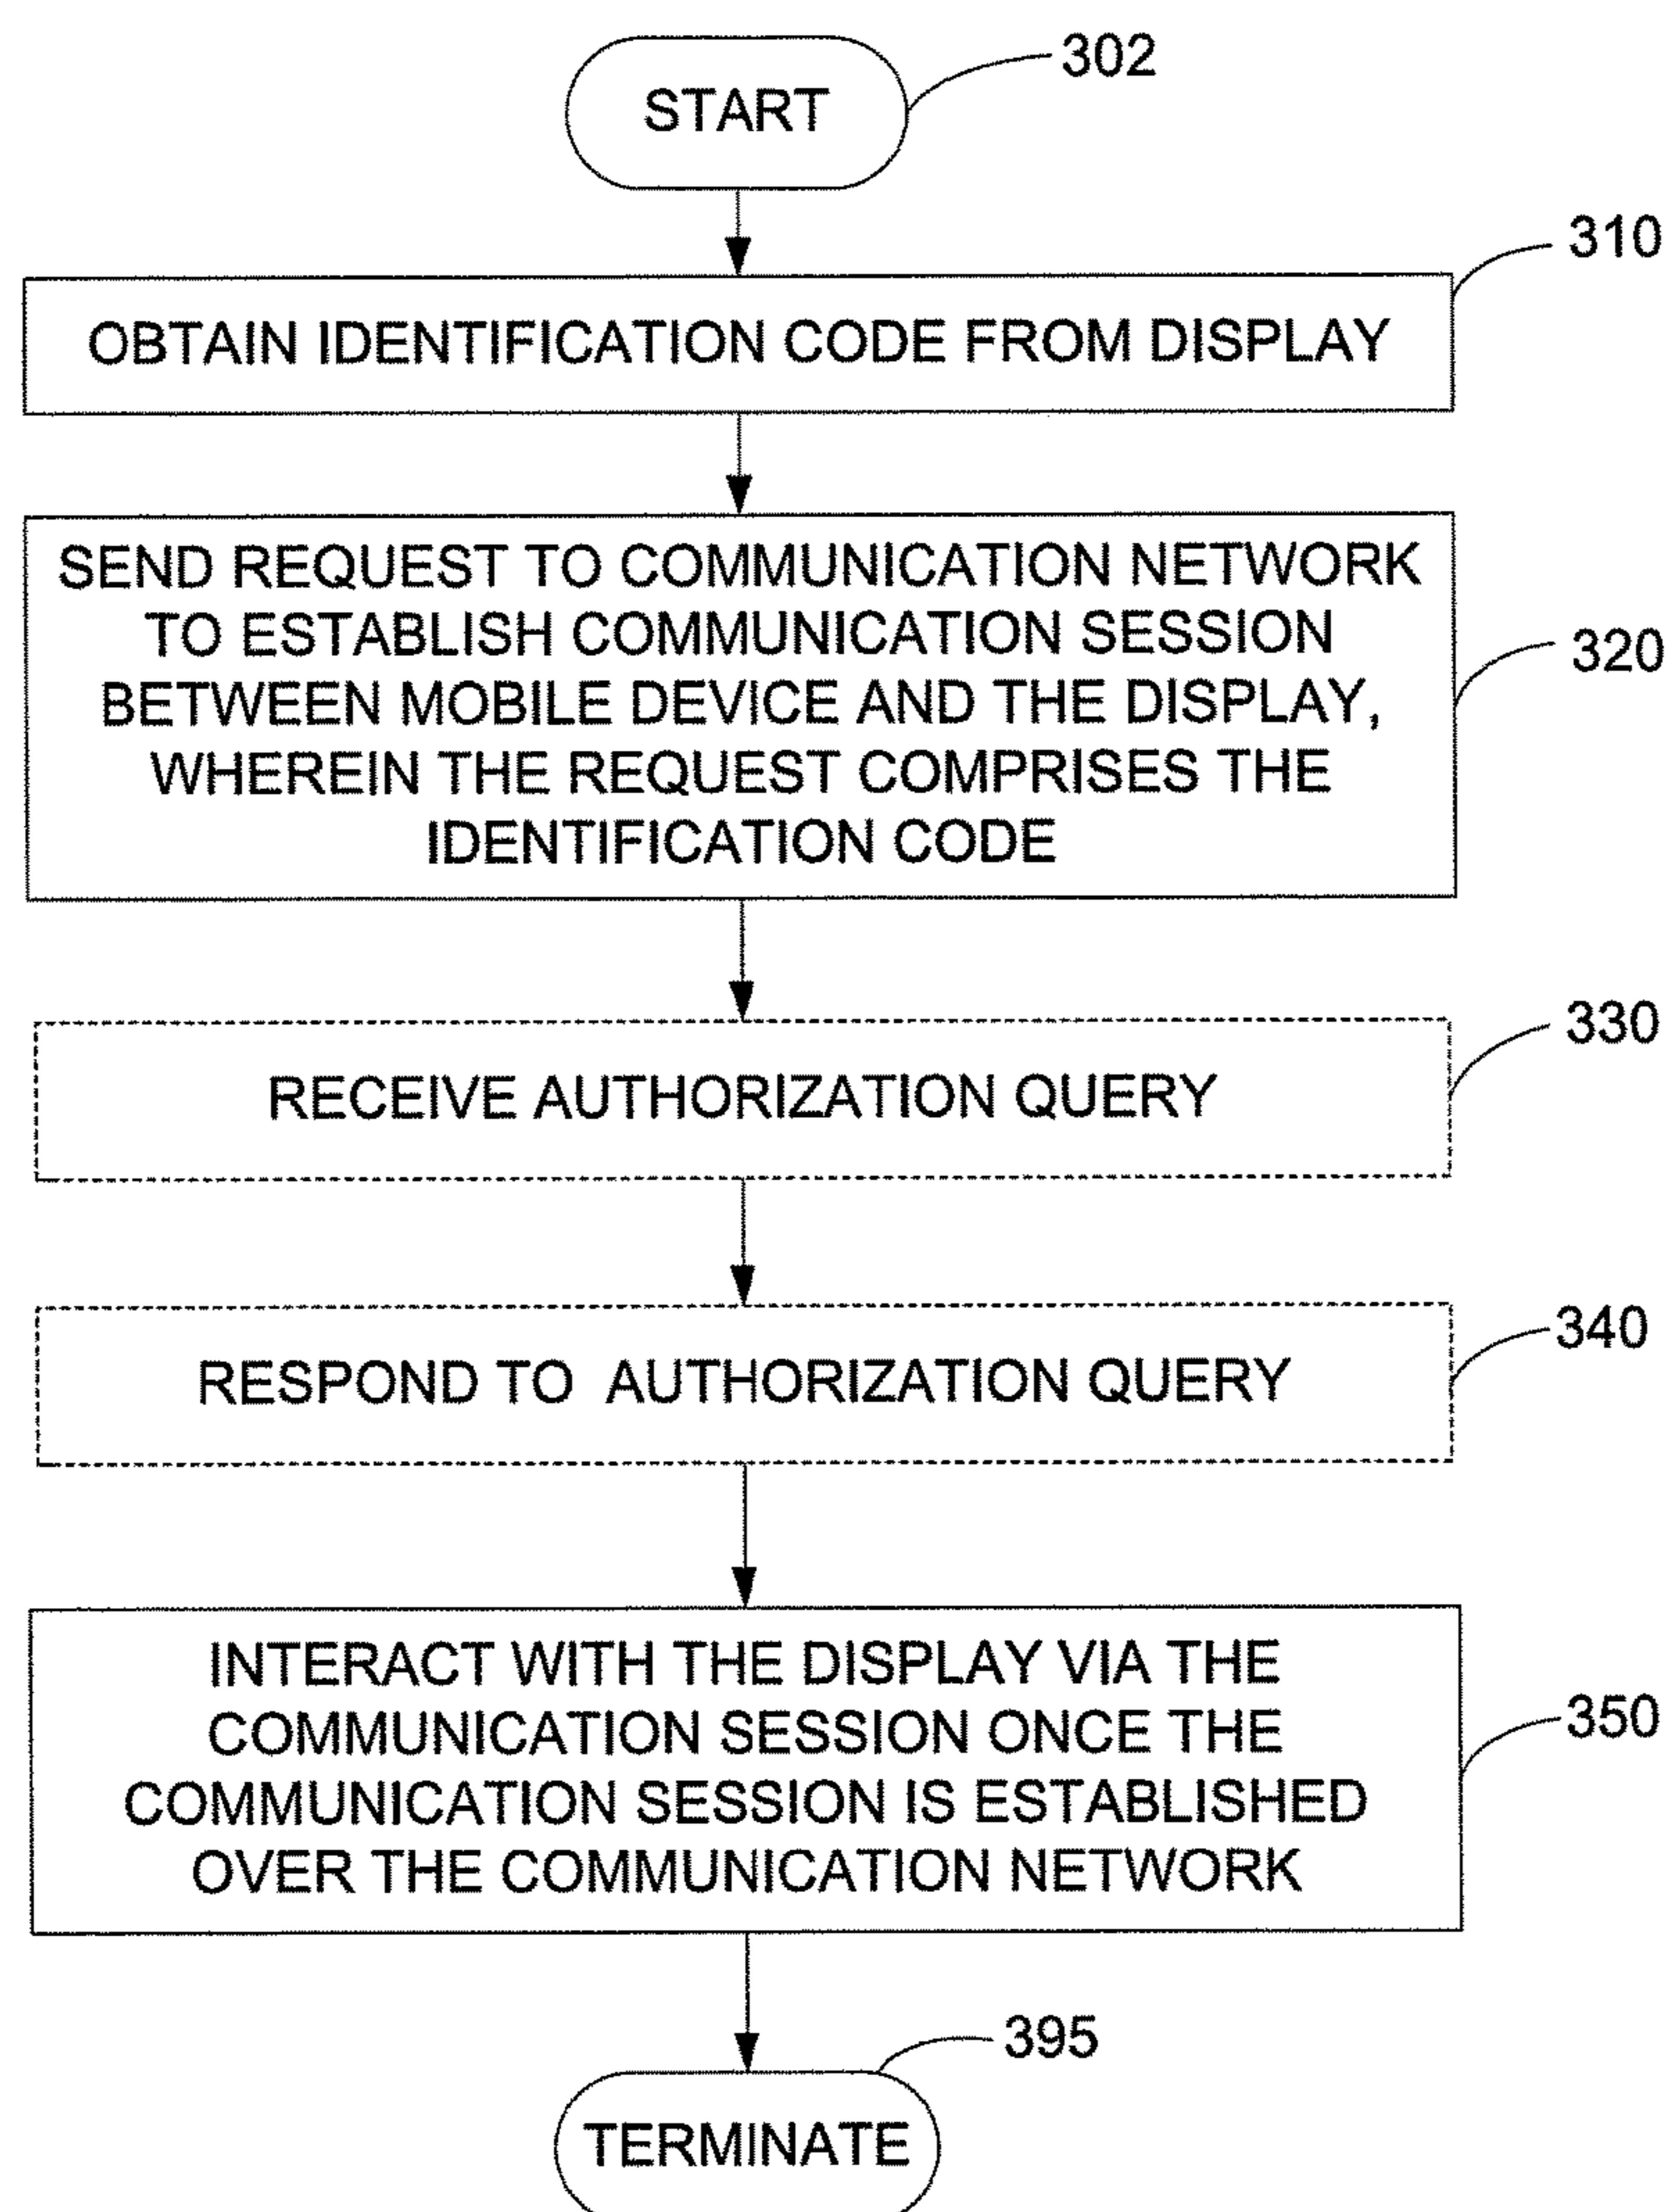 START
302
310
OBTAIN IDENTIFICATION CODE FROM DISPLAY
SEND REQUEST TO COMMUNICATION NETWORK
TO ESTABLISH COMMUNICATION SESSION
BETWEEN MOBILE DEVICE AND THE DISPLAY,
WHEREIN THE REQUEST COMPRISES THE
IDENTIFICATION CODE
320
330
RECEIVE AUTHORIZATION QUERY
340
RESPOND TO AUTHORIZATION QUERY
INTERACT WITH THE DISPLAY VIA THE
COMMUNICATION SESSION ONCE THE
COMMUNICATION SESSION IS ESTABLISHED
OVER THE COMMUNICATION NETWORK
350
395
TERMINATE